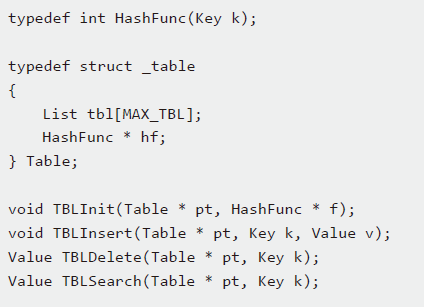 typedef int HashFunc(Key k);
typedef struct _table
{
    List tbl[MAX_TBL];
    HashFunc * hf;
} Table;
void TBLInit(Table * pt, HashFunc * f);
void TBLInsert(Table * pt, Key k, Value v);
Value TBLDelete(Table * pt, Key k);
Value TBLSearch(Table * pt, Key k);